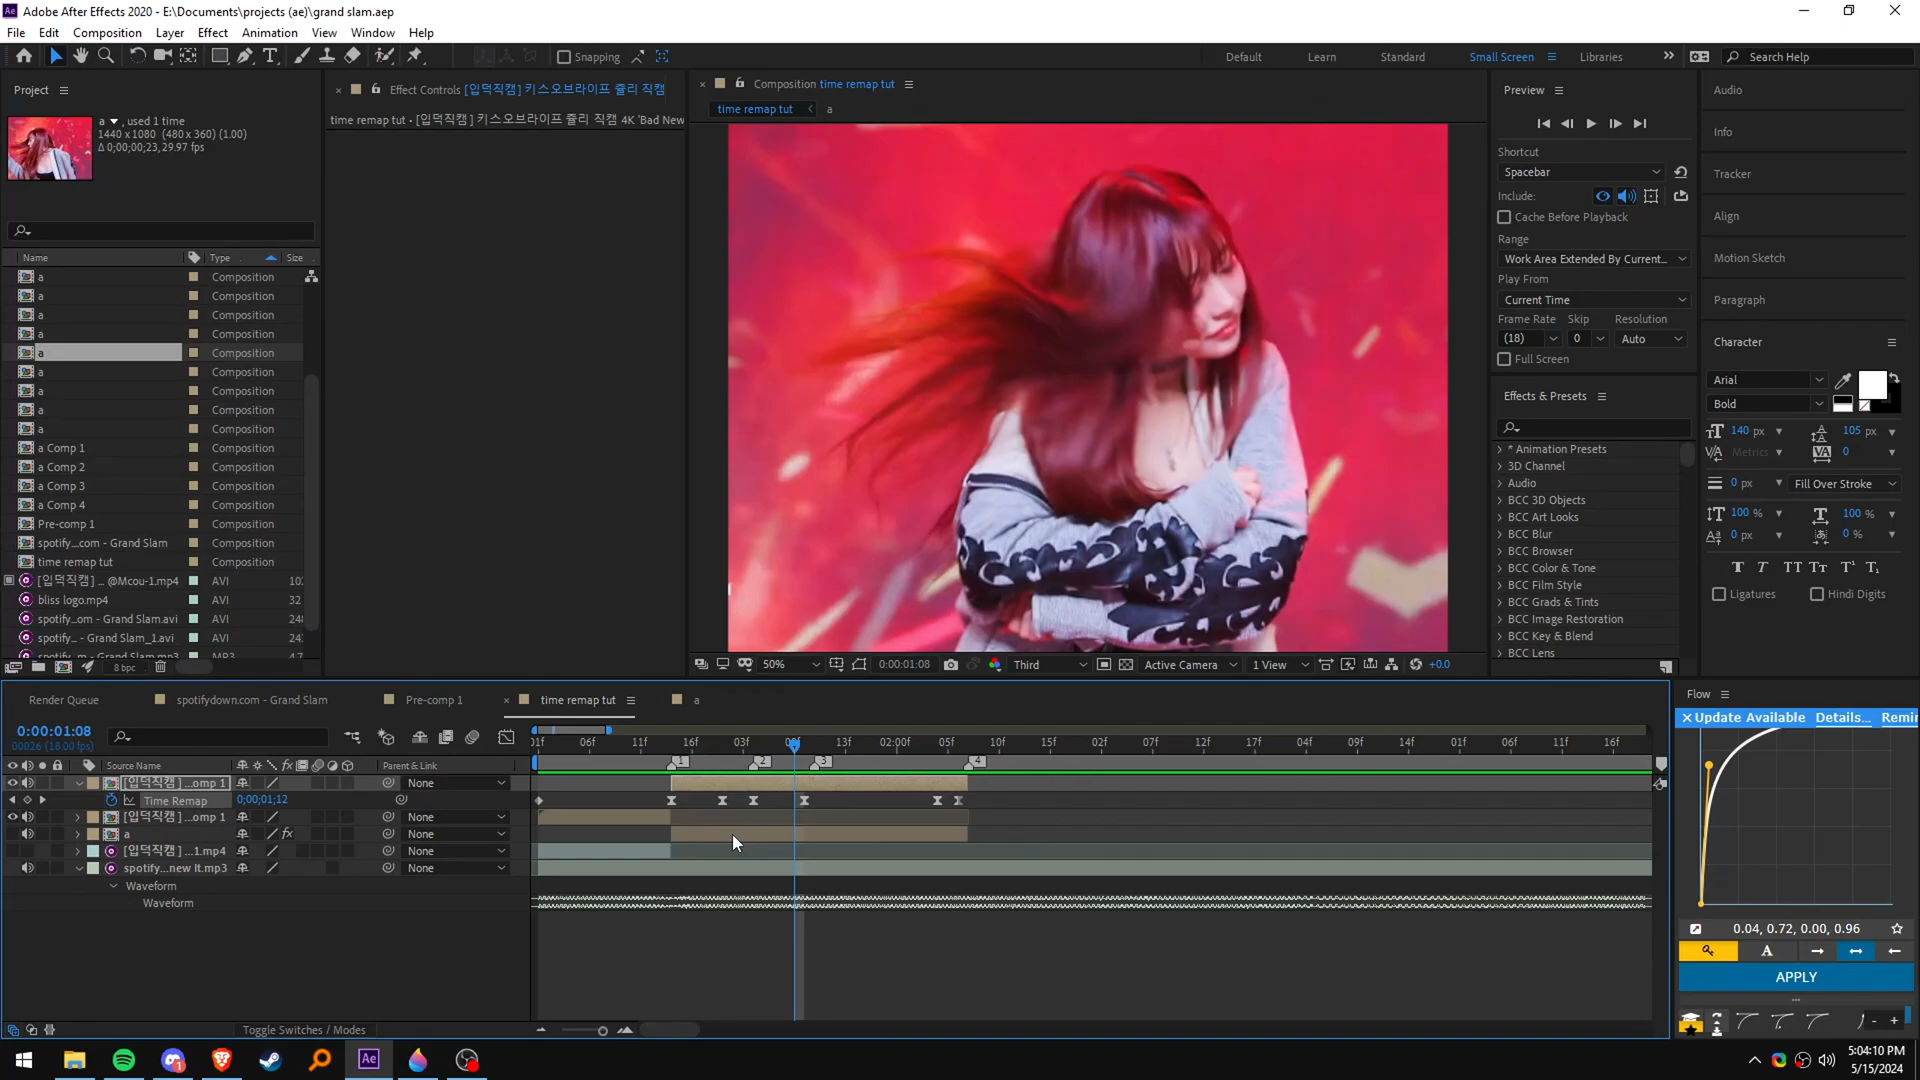 Adobe After Effects 2020 - E:\Documents\projects (ae)\grand slam.aep
File Edit Composition Layer Effect Animation View Window Help
Snapping
Default Learn Standard Small Screen Libraries Search Help
Project
a , used 1 time
1440 x 1080 (480 x 360) (1.00)
Δ 0;00;00;23, 29.97 fps
Name Type Size
a Composition
a Composition
a Composition
a Composition
a Composition
a Composition
a Composition
a Composition
a Composition
a Comp 1 Composition
a Comp 2 Composition
a Comp 3 Composition
a Comp 4 Composition
Pre-comp 1 Composition
spotify...com - Grand Slam Composition
time remap tut Composition
[입덕직캠] _ @Mcou-1.mp4 AVI 10
bliss logo.mp4 AVI 32
spotify...om - Grand Slam.avi AVI 248
spotify_ - Grand Slam_1.avi AVI 24
8 bpc
Effect Controls [입덕직캠] 키스오브라이프 쥴리 직캠
time remap tut • [입덕직캠] 키스오브라이프 쥴리 직캠 4K 'Bad New
Composition time remap tut
time remap tut a
50% 0:00:01:08 Third Active Camera 1 View +0.0
Preview
Shortcut
Spacebar
Include:
Cache Before Playback
Range
Work Area Extended By Current...
Play From
Current Time
Frame Rate Skip Resolution
(18) 0 Auto
Full Screen
Effects & Presets
* Animation Presets
3D Channel
Audio
BCC 3D Objects
BCC Art Looks
BCC Blur
BCC Browser
BCC Color & Tone
BCC Film Style
BCC Grads & Tints
BCC Image Restoration
BCC Key & Blend
BCC Lens
Audio
Info
Tracker
Align
Motion Sketch
Paragraph
Character
Arial
Bold
140 px 105 px
Metrics 0
0 px Fill Over Stroke
100 % 100 %
0 px 0 %
Ligatures Hindi Digits
Render Queue spotifydown.com - Grand Slam Pre-comp 1 time remap tut a
0:00:01:08
00026 (18.00 fps)
01f 06f 11f 16f 03f 13f 02:00f 05f 10f 15f 02f 07f 12f 17f 04f 09f 14f 01f 06f 11f 16f
Source Name Parent & Link
1 2 3 4
[입덕직캠] ...omp 1 None
Time Remap 0;00;01;12
[입덕직캠] ...omp 1 None
a None
[입덕직캠] ...1.mp4 None
spotify...new lt.mp3 None
Waveform
Waveform
Toggle Switches / Modes
Flow
Update Available Details... Remi
0.04, 0.72, 0.00, 0.96
A
APPLY
5:04:10 PM
5/15/2024